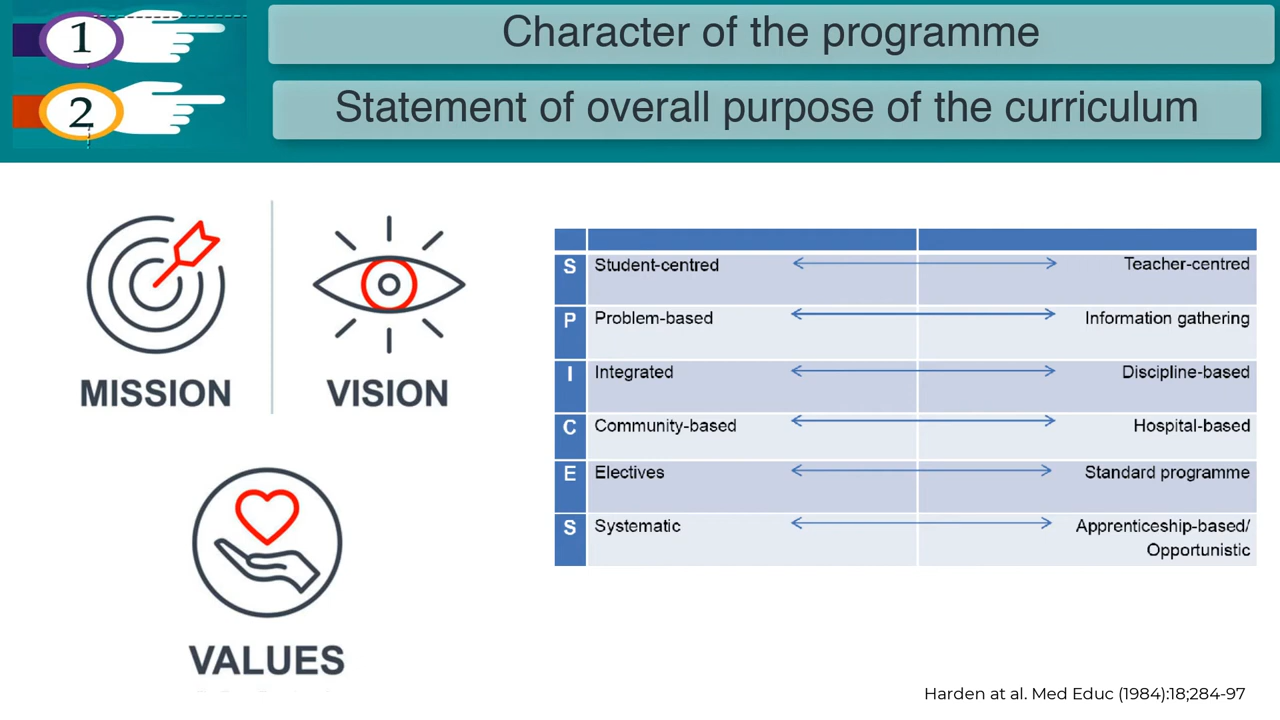 1
Character of the programme
2
Statement of overall purpose of the curriculum
MISSION
VISION
VALUES
S Student-centred Teacher-centred
P Problem-based Information gathering
I Integrated Discipline-based
C Community-based Hospital-based
E Electives Standard programme
S Systematic Apprenticeship-based/
Opportunistic
Harden at al. Med Educ (1984):18;284-97